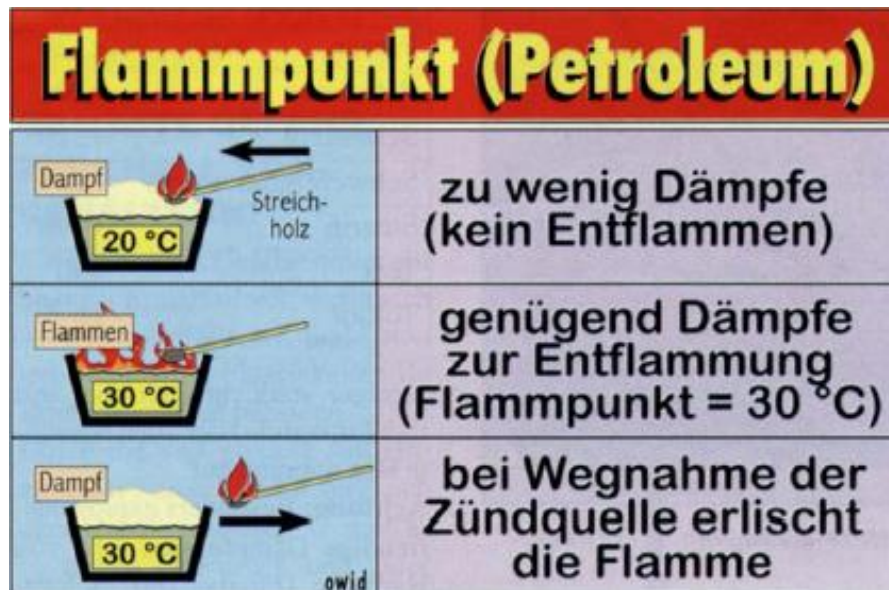 Flammpunkt (Petroleum)
Dampf
Streich-
holz
20 °C
zu wenig Dämpfe
(kein Entflammen)
Flammen
30 °C
genügend Dämpfe
zur Entflammung
(Flammpunkt = 30 °C)
Dampf
30 °C
owid
bei Wegnahme der
Zündquelle erlischt
die Flamme